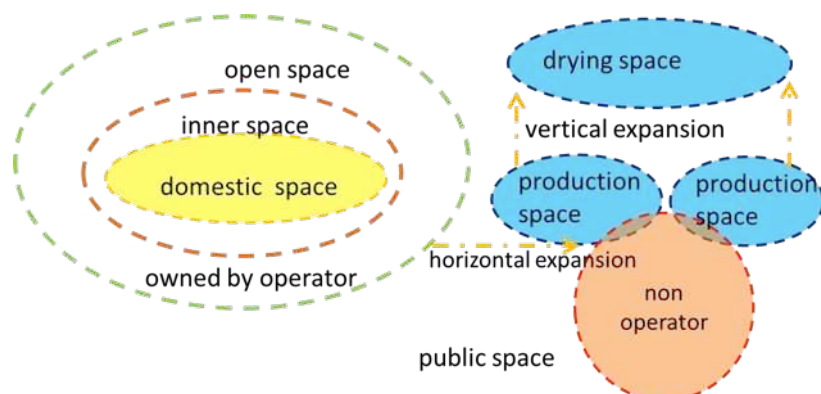 open space
inner space
domestic space
owned by operator
drying space
vertical expansion
production
space
production
space
horizontal expansion
non
operator
public space